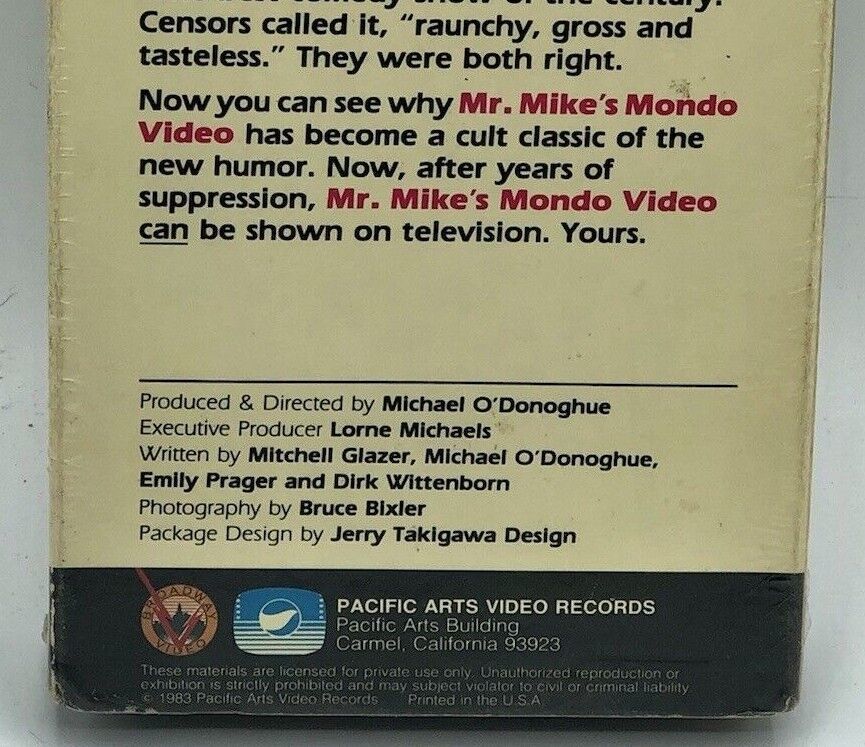 best comedy show of the century.
Censors called it, “raunchy, gross and
tasteless.” They were both right.
Now you can see why Mr. Mike’s Mondo
Video has become a cult classic of the
new humor. Now, after years of
suppression, Mr. Mike’s Mondo Video
can be shown on television. Yours.
Produced & Directed by Michael O’Donoghue
Executive Producer Lorne Michaels
Written by Mitchell Glazer, Michael O’Donoghue,
Emily Prager and Dirk Wittenborn
Photography by Bruce Bixler
Package Design by Jerry Takigawa Design
BROADWAY
VIDEO
PACIFIC ARTS VIDEO RECORDS
Pacific Arts Building
Carmel, California 93923
These materials are licensed for private use only. Unauthorized reproduction or
exhibition is strictly prohibited and may subject violator to civil or criminal liability.
© 1983 Pacific Arts Video Records Printed in the U.S.A.